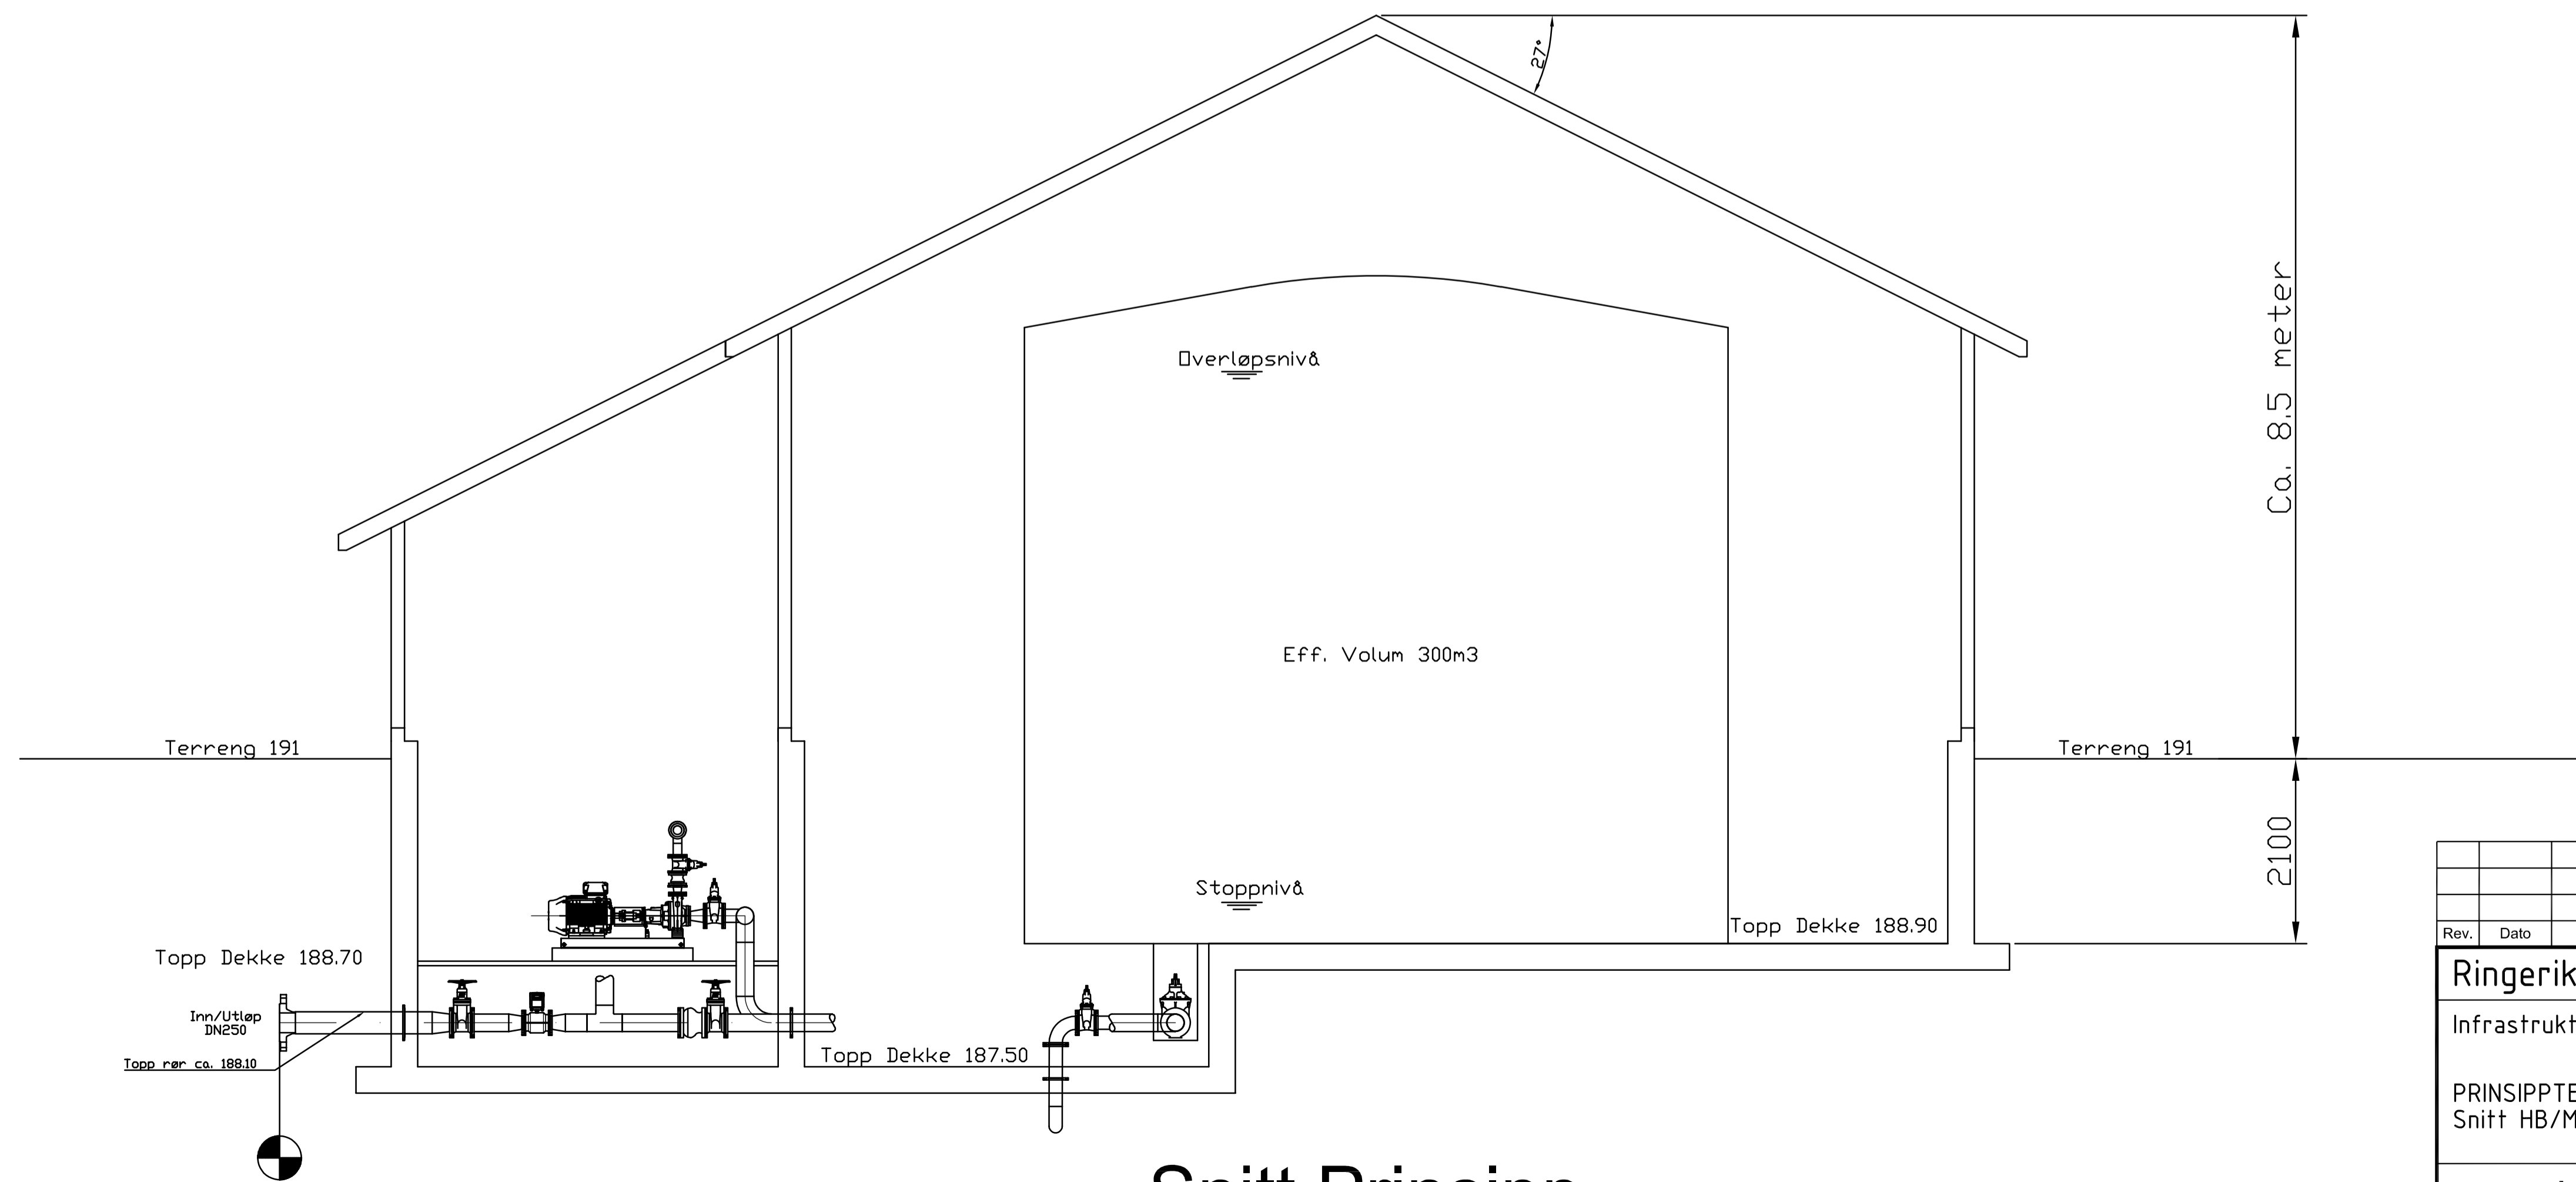 27°
Ca. 8.5 meter
Overløpsnivå
Eff. Volum 300m3
Terreng 191
Terreng 191
2100
Stoppnivå
Topp Dekke 188.90
Topp Dekke 188.70
Inn/Utløp
DN250
Topp rør ca. 188.10
Topp Dekke 187.50
Rev. Dato
Ringerik
Infrastrukt
PRINSIPPTE
Snitt HB/M
Snitt Prinsipp